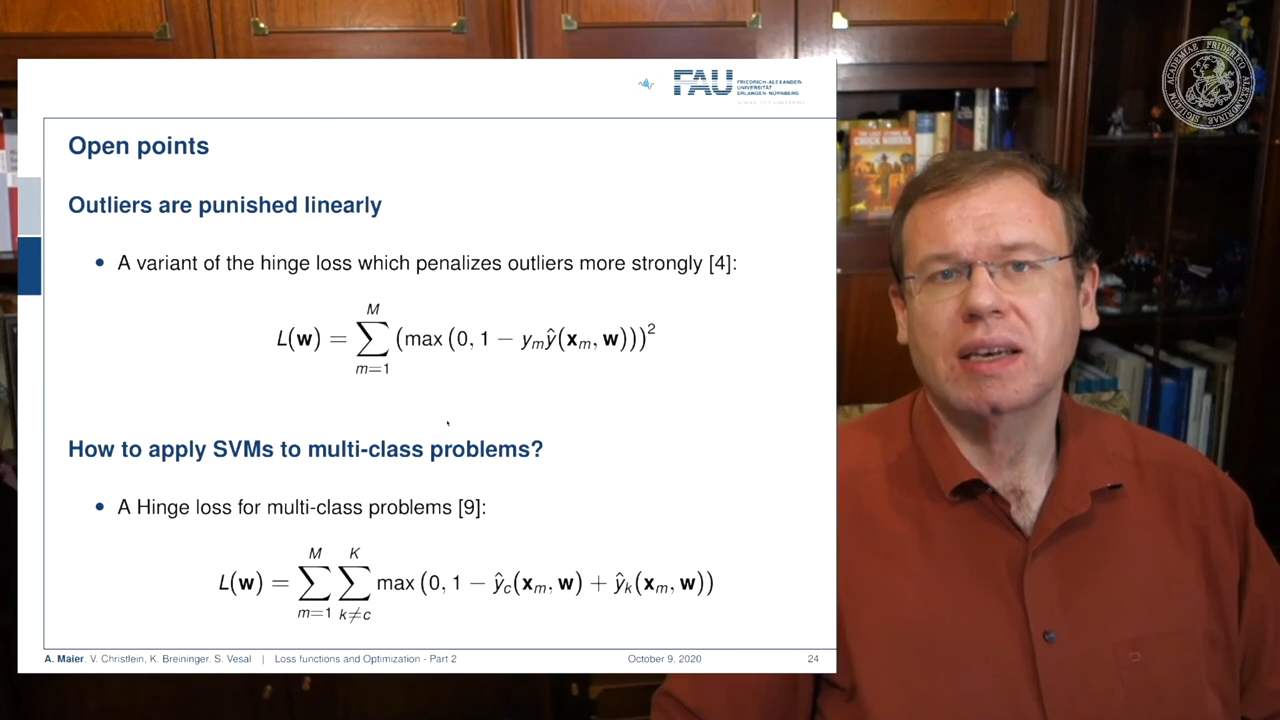 FAU FRIEDRICH-ALEXANDER-
UNIVERSITÄT
ERLANGEN-NÜRNBERG
Open points
Outliers are punished linearly
• A variant of the hinge loss which penalizes outliers more strongly [4]:
L(w) = ∑_{m=1}^{M} (max (0, 1 − y_m ŷ(x_m, w)))²
How to apply SVMs to multi-class problems?
• A Hinge loss for multi-class problems [9]:
L(w) = ∑_{m=1}^{M} ∑_{k≠c}^{K} max (0, 1 − ŷ_c(x_m, w) + ŷ_k(x_m, w))
A. Maier, V. Christlein, K. Breininger, S. Vesal | Loss functions and Optimization - Part 2 October 9, 2020 24
CHUCK NORRIS